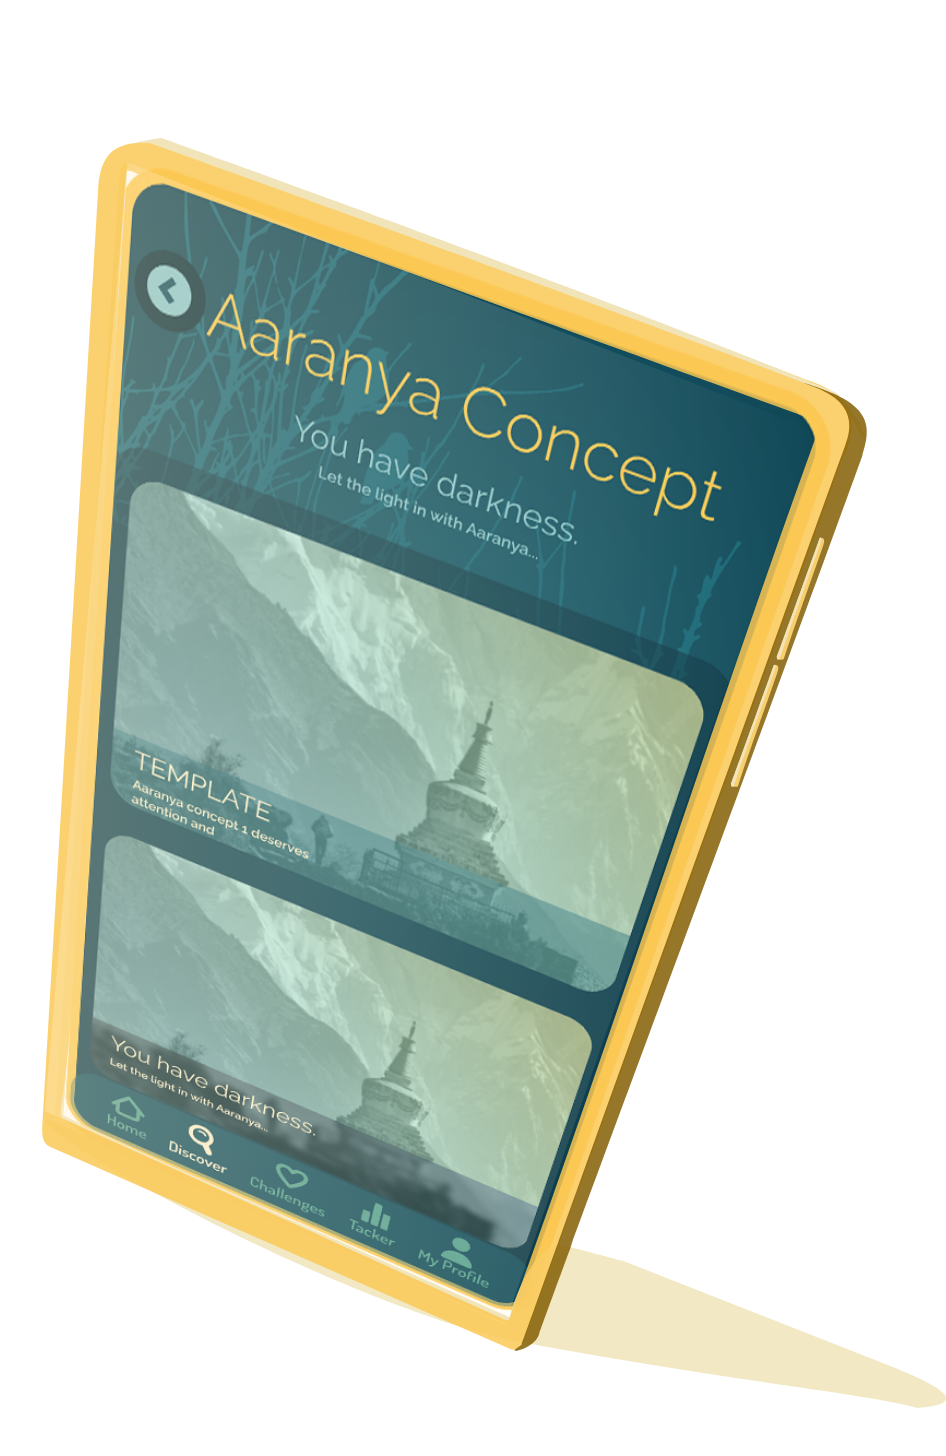 Aaranya Concept
You have darkness.
Let the light in with Aaranya...
TEMPLATE
Aaranya concept 1 deserves
attention and
You have darkness.
Let the light in with Aaranya...
Home
Discover
Challenges
Tacker
My Profile